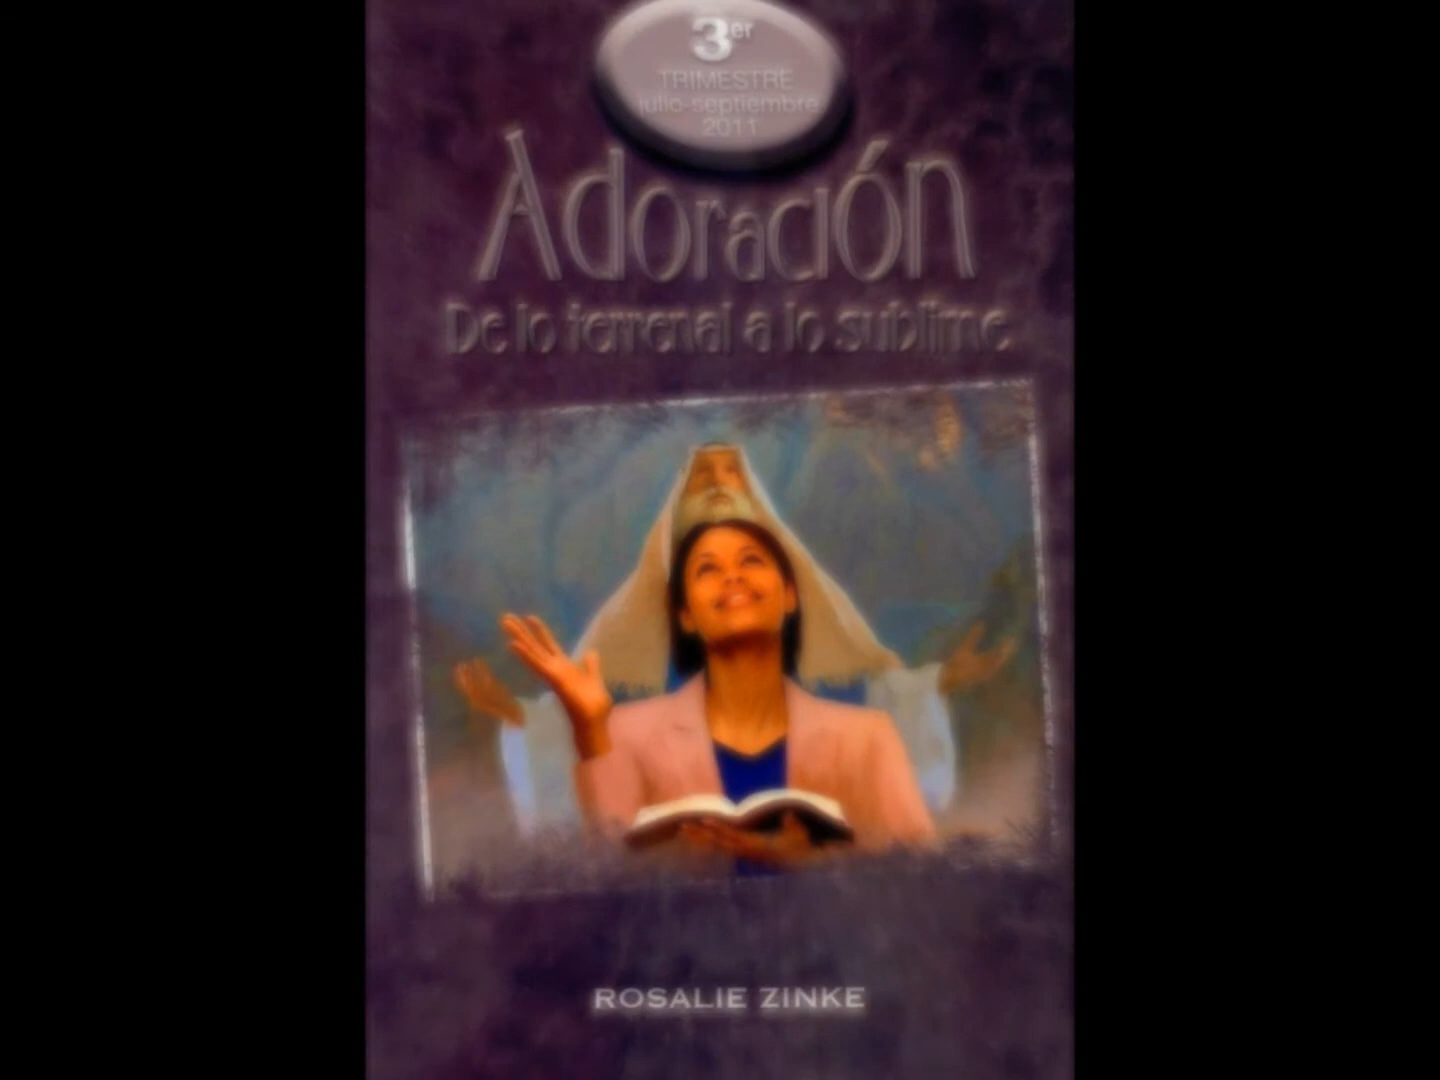 3er
TRIMESTRE
julio-septiembre
2011
Adoración
De lo terrenal a lo sublime
ROSALIE ZINKE